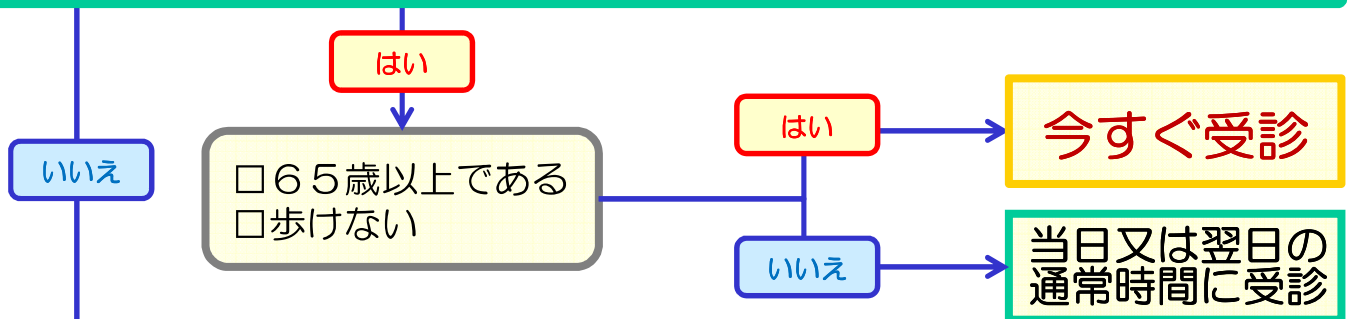 はい
はい
今すぐ受診
いいえ
□６５歳以上である
□歩けない
いいえ
当日又は翌日の
通常時間に受診